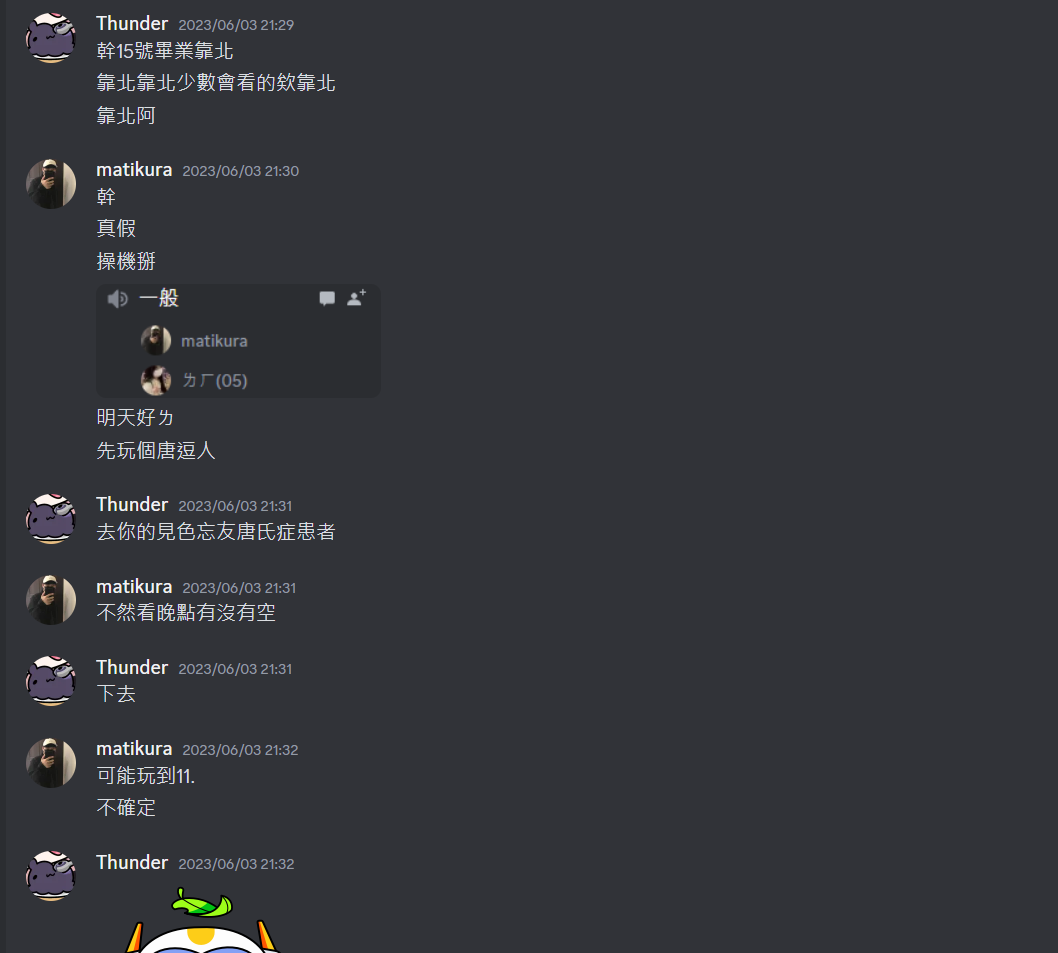 Thunder 2023/06/03 21:29
幹15號畢業靠北
靠北靠北少數會看的欸靠北
靠北阿
matikura 2023/06/03 21:30
幹
真假
操機掰
一般
matikura
ㄌㄏ(05)
明天好ㄌ
先玩個唐逗人
Thunder 2023/06/03 21:31
去你的見色忘友唐氏症患者
matikura 2023/06/03 21:31
不然看晚點有沒有空
Thunder 2023/06/03 21:31
下去
matikura 2023/06/03 21:32
可能玩到11.
不確定
Thunder 2023/06/03 21:32